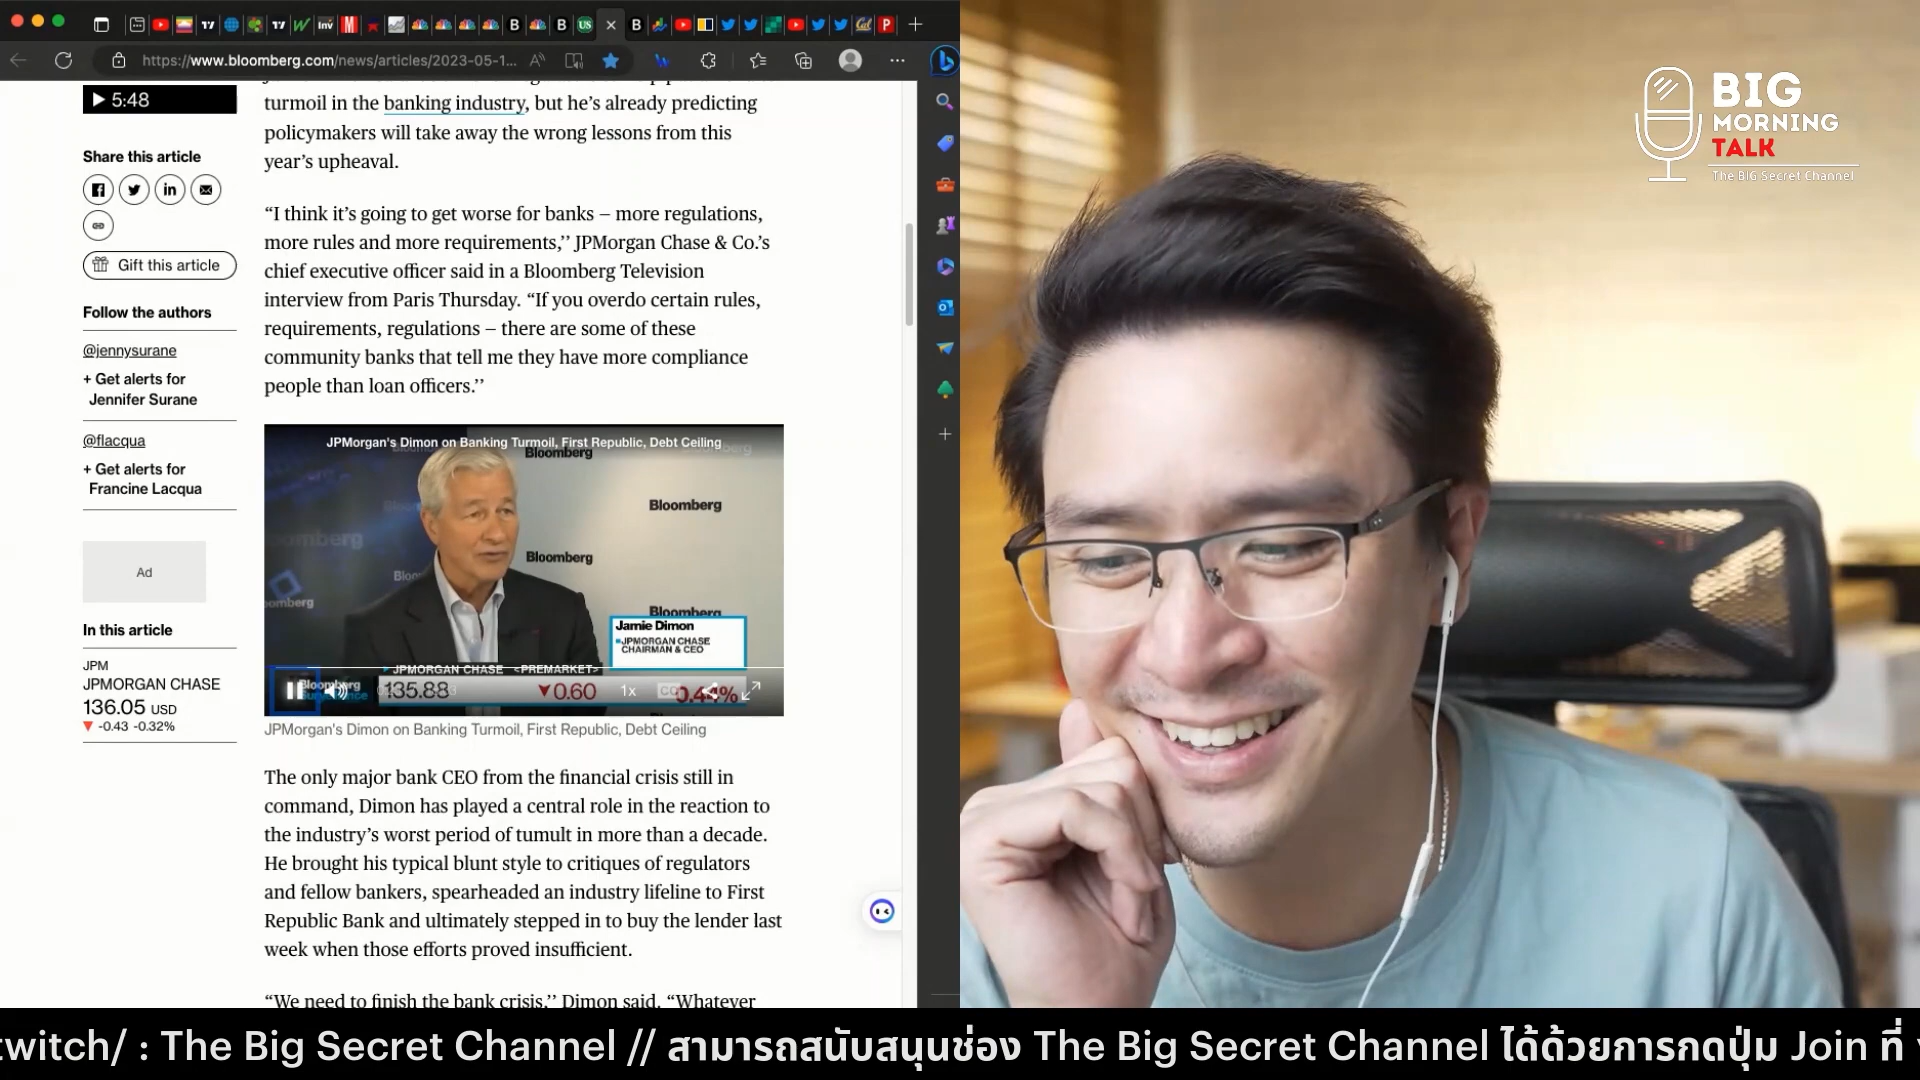 https://www.bloomberg.com/news/articles/2023-05-1...
5:48
Share this article
Gift this article
Follow the authors
@jennysurane
+ Get alerts for
Jennifer Surane
@flacqua
+ Get alerts for
Francine Lacqua
Ad
In this article
JPM
JPMORGAN CHASE
136.05 USD
-0.43 -0.32%
turmoil in the banking industry, but he's already predicting
policymakers will take away the wrong lessons from this
year's upheaval.
“I think it's going to get worse for banks – more regulations,
more rules and more requirements,’’ JPMorgan Chase & Co.'s
chief executive officer said in a Bloomberg Television
interview from Paris Thursday. “If you overdo certain rules,
requirements, regulations – there are some of these
community banks that tell me they have more compliance
people than loan officers.’’
JPMorgan's Dimon on Banking Turmoil, First Republic, Debt Ceiling
Bloomberg
Bloomberg
Bloomberg
Bloomberg
Jamie Dimon
JPMORGAN CHASE
CHAIRMAN & CEO
JPMORGAN CHASE <PREMARKET>
135.88 ▼0.60 1x 0.44%
JPMorgan's Dimon on Banking Turmoil, First Republic, Debt Ceiling
The only major bank CEO from the financial crisis still in
command, Dimon has played a central role in the reaction to
the industry's worst period of tumult in more than a decade.
He brought his typical blunt style to critiques of regulators
and fellow bankers, spearheaded an industry lifeline to First
Republic Bank and ultimately stepped in to buy the lender last
week when those efforts proved insufficient.
“We need to finish the bank crisis,’’ Dimon said. “Whatever
BIG
MORNING
TALK
The BIG Secret Channel
twitch/ : The Big Secret Channel // สามารถสนับสนุนช่อง The Big Secret Channel ได้ด้วยการกดปุ่ม Join ที่